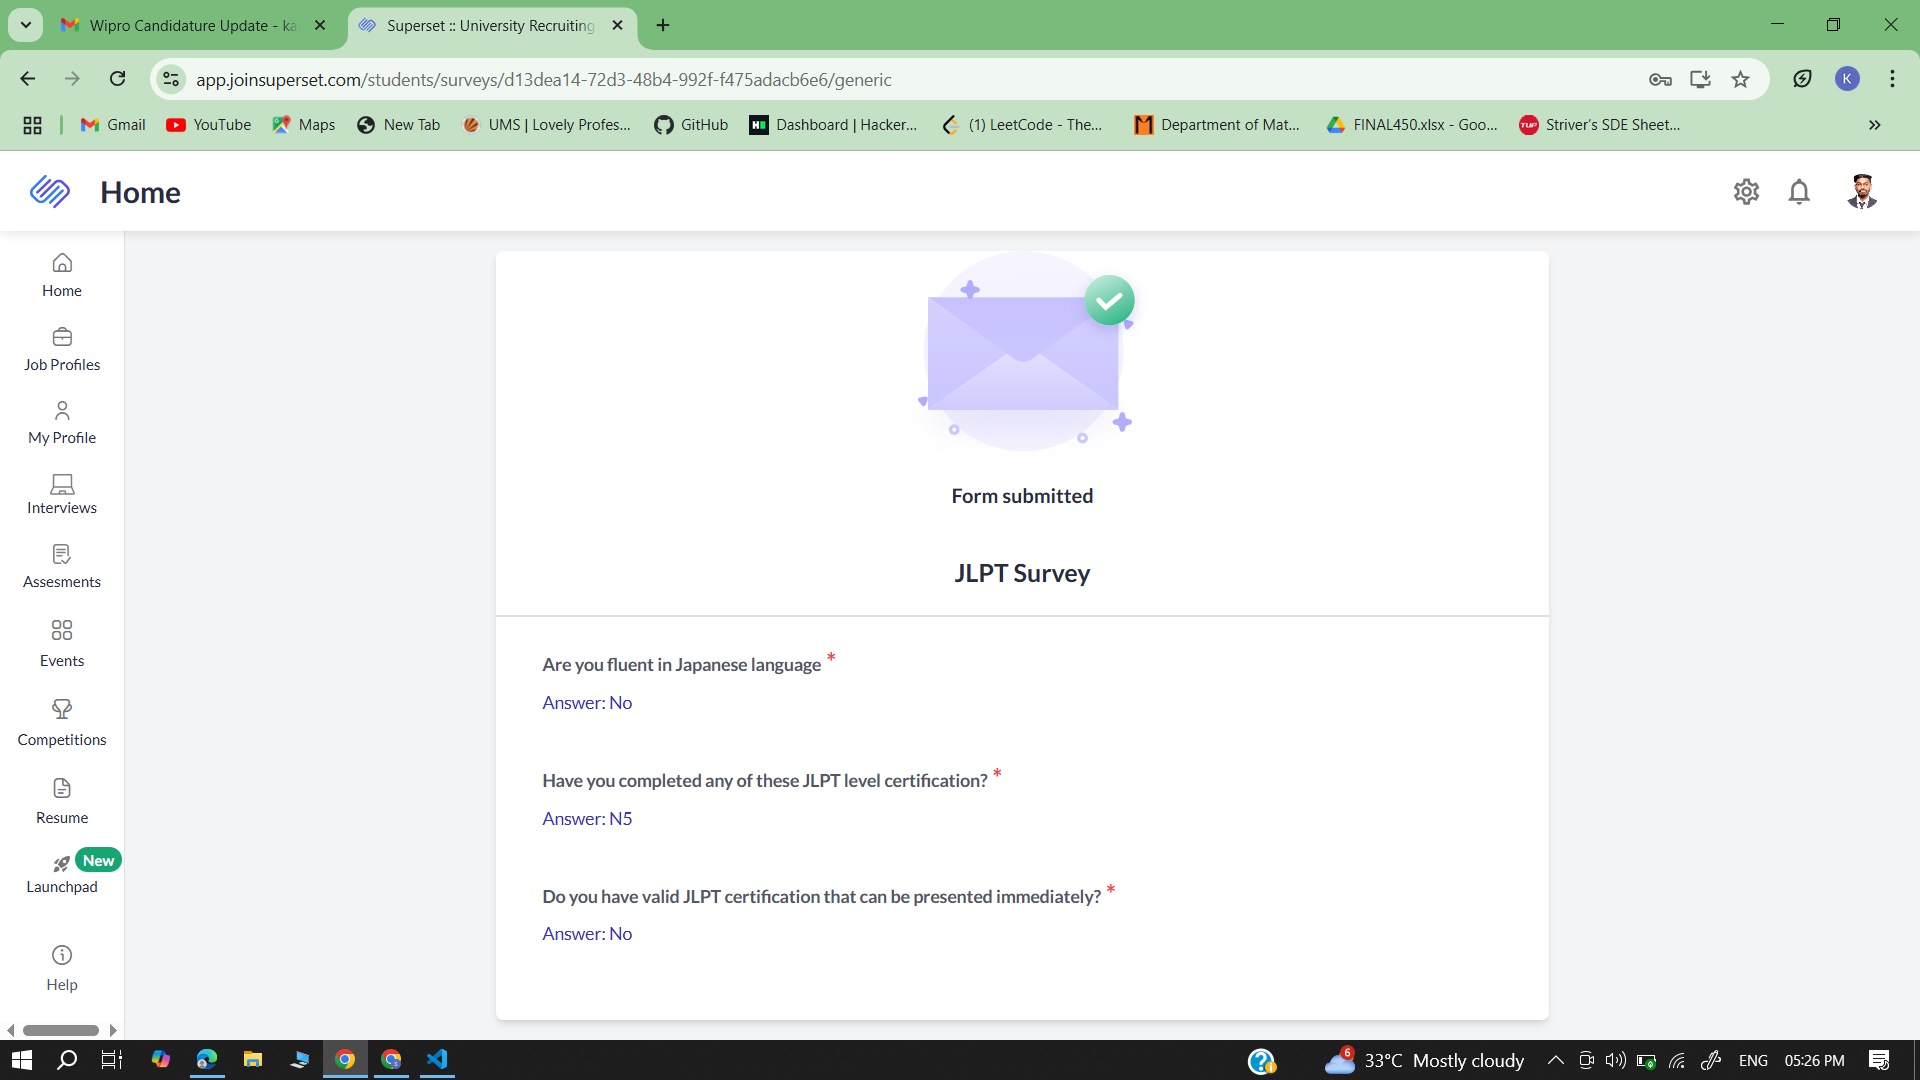 Wipro Candidature Update - ka
Superset :: University Recruiting
app.joinsuperset.com/students/surveys/d13dea14-72d3-48b4-992f-f475adacb6e6/generic
K
Gmail
YouTube
Maps
New Tab
UMS | Lovely Profes...
GitHub
Dashboard | Hacker...
(1) LeetCode - The...
Department of Mat...
FINAL450.xlsx - Goo...
TUF
Striver's SDE Sheet...
»
Home
Home
Job Profiles
My Profile
Interviews
Assesments
Events
Competitions
Resume
New
Launchpad
Help
Form submitted
JLPT Survey
Are you fluent in Japanese language *
Answer: No
Have you completed any of these JLPT level certification? *
Answer: N5
Do you have valid JLPT certification that can be presented immediately? *
Answer: No
6
33°C Mostly cloudy
ENG
05:26 PM